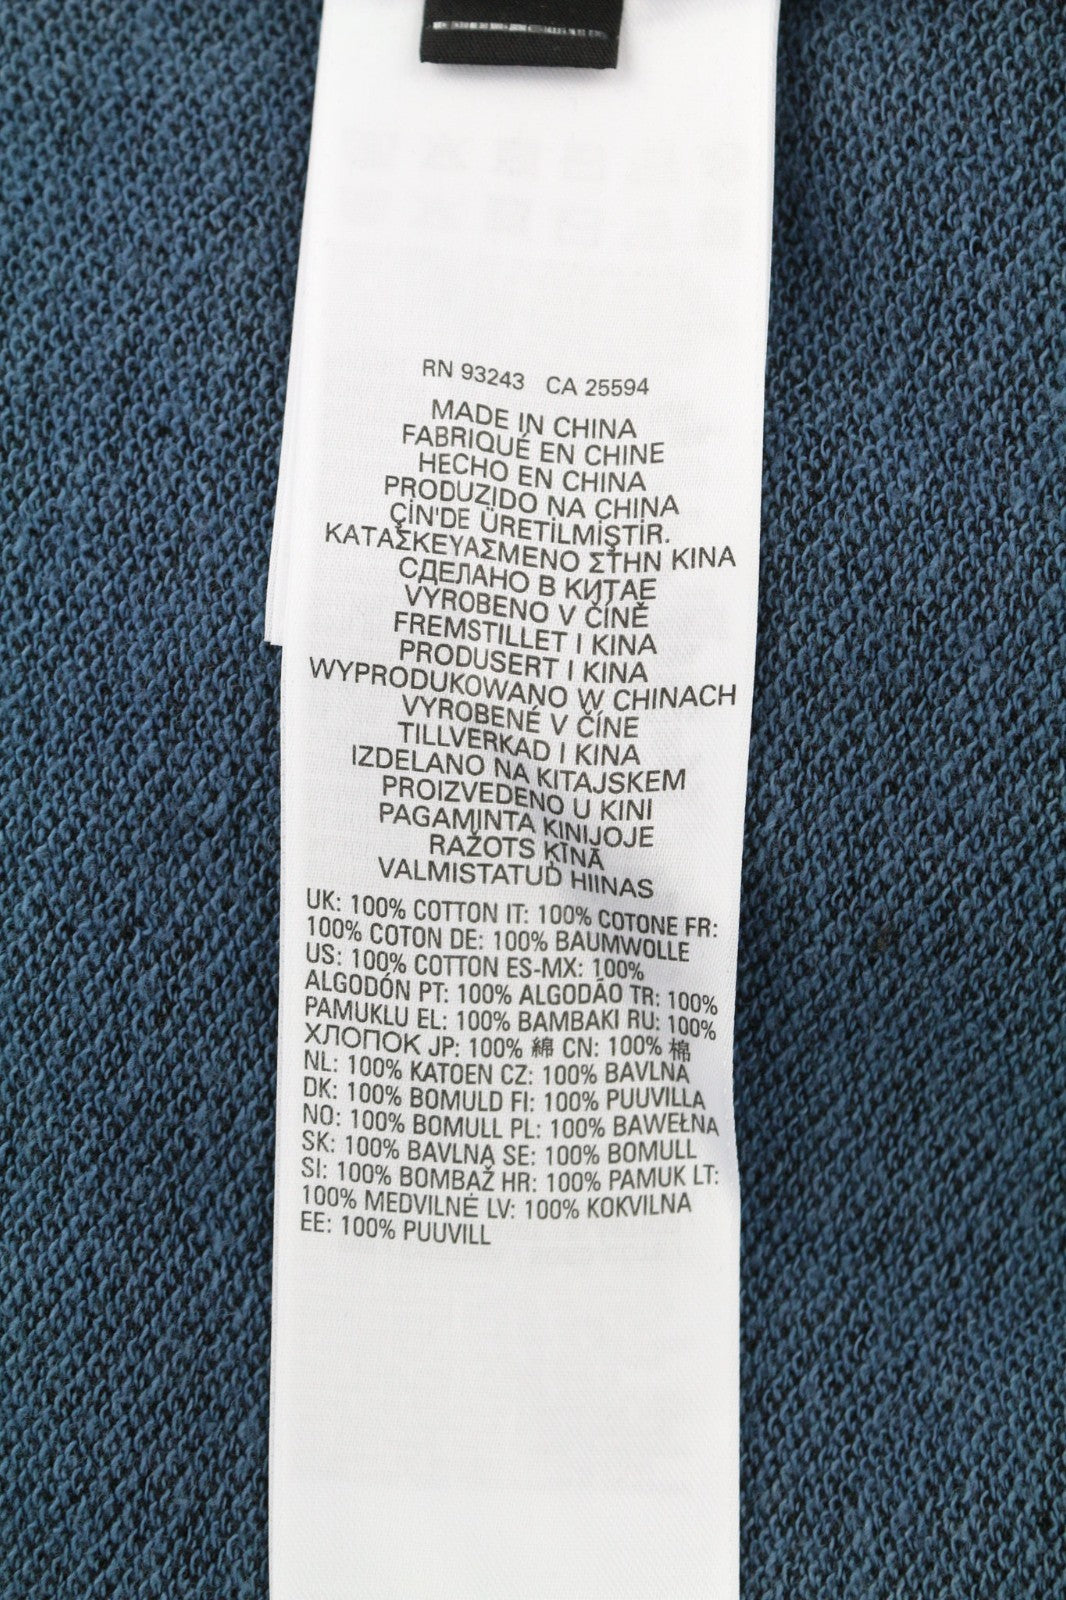 RN 93243 CA 25594
MADE IN CHINA
FABRIQUÉ EN CHINE
HECHO EN CHINA
PRODUZIDO NA CHINA
ÇİN'DE ÜRETİLMİŞTİR.
ΚΑΤΑΣΚΕΥΑΣΜΕΝΟ ΣΤΗΝ ΚΙΝΑ
СДЕЛАНО В КИТАЕ
VYROBENO V ČÍNĚ
FREMSTILLET I KINA
PRODUSERT I KINA
WYPRODUKOWANO W CHINACH
VYROBENÉ V ČÍNE
TILLVERKAD I KINA
IZDELANO NA KITAJSKEM
PROIZVEDENO U KINI
PAGAMINTA KINIJOJE
RAŽOTS ĶĪNĀ
VALMISTATUD HIINAS
UK: 100% COTTON IT: 100% COTONE FR:
100% COTON DE: 100% BAUMWOLLE
US: 100% COTTON ES-MX: 100%
ALGODÓN PT: 100% ALGODÃO TR: 100%
PAMUKLU EL: 100% BAMBAKI RU: 100%
ХЛОПОК JP: 100% 綿 CN: 100% 棉
NL: 100% KATOEN CZ: 100% BAVLNA
DK: 100% BOMULD FI: 100% PUUVILLA
NO: 100% BOMULL PL: 100% BAWEŁNA
SK: 100% BAVLNA SE: 100% BOMULL
SI: 100% BOMBAŽ HR: 100% PAMUK LT:
100% MEDVILNĖ LV: 100% KOKVILNA
EE: 100% PUUVILL